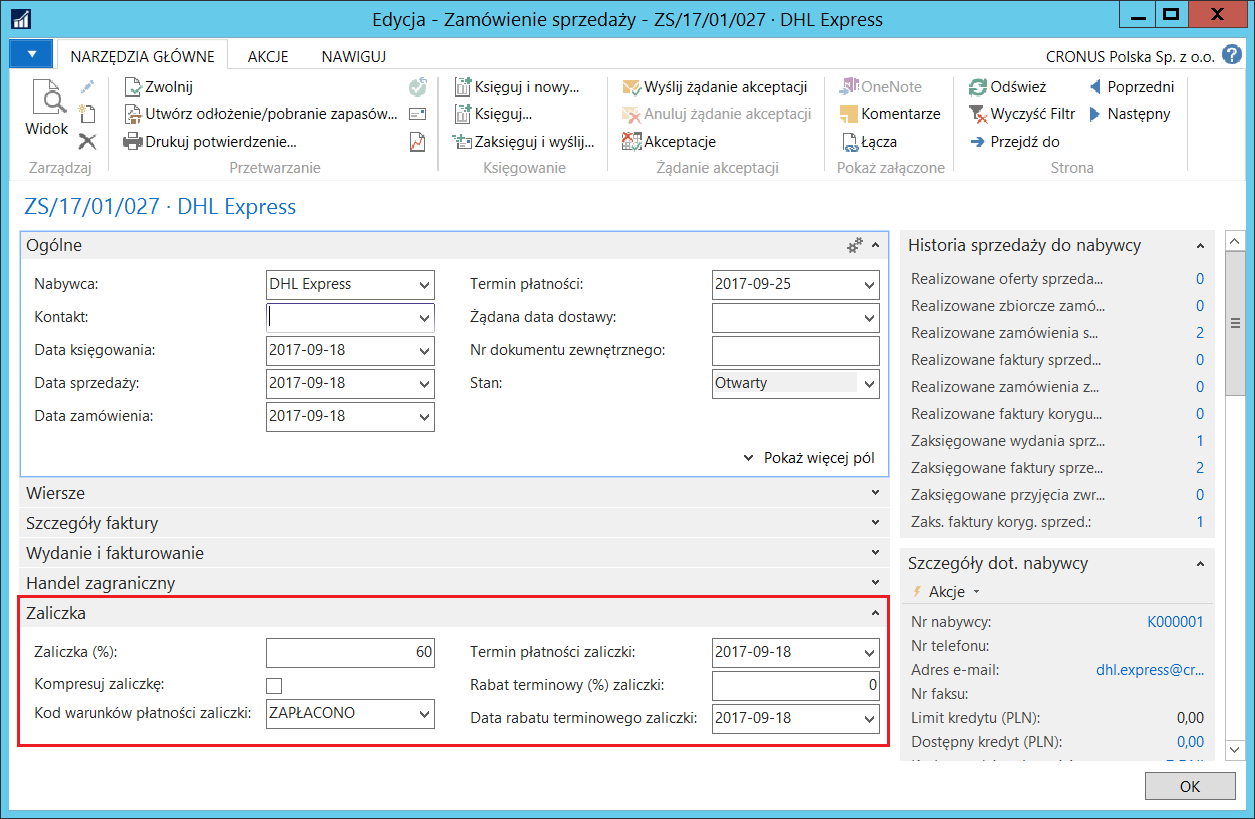 Edycja - Zamówienie sprzedaży - ZS/17/01/027 · DHL Express
NARZĘDZIA GŁÓWNE AKCJE NAWIGUJ CRONUS Polska Sp. z o.o.
Widok
Zarządzaj
Zwolnij
Utwórz odłożenie/pobranie zapasów...
Drukuj potwierdzenie...
Przetwarzanie
Księguj i nowy...
Księguj...
Zaksięguj i wyślij...
Księgowanie
Wyślij żądanie akceptacji
Anuluj żądanie akceptacji
Akceptacje
Żądanie akceptacji
OneNote
Komentarze
Łącza
Pokaż załączone
Odśwież
Wyczyść Filtr
Przejdź do
Poprzedni
Następny
Strona
ZS/17/01/027 · DHL Express
Ogólne
Nabywca: DHL Express
Kontakt:
Data księgowania: 2017-09-18
Data sprzedaży: 2017-09-18
Data zamówienia: 2017-09-18
Termin płatności: 2017-09-25
Żądana data dostawy:
Nr dokumentu zewnętrznego:
Stan: Otwarty
Pokaż więcej pól
Wiersze
Szczegóły faktury
Wydanie i fakturowanie
Handel zagraniczny
Zaliczka
Zaliczka (%): 60
Kompresuj zaliczkę:
Kod warunków płatności zaliczki: ZAPŁACONO
Termin płatności zaliczki: 2017-09-18
Rabat terminowy (%) zaliczki: 0
Data rabatu terminowego zaliczki: 2017-09-18
Historia sprzedaży do nabywcy
Realizowane oferty sprzeda... 0
Realizowane zbiorcze zamó... 0
Realizowane zamówienia s... 2
Realizowane faktury sprzed... 0
Realizowane zamówienia z... 0
Realizowane faktury korygu... 0
Zaksięgowane wydania sprz... 1
Zaksięgowane faktury sprze... 2
Zaksięgowane przyjęcia zwr... 0
Zaks. faktury koryg. sprzed.: 1
Szczegóły dot. nabywcy
Akcje
Nr nabywcy: K000001
Nr telefonu:
Adres e-mail: dhl.express@cr...
Nr faksu:
Limit kredytu (PLN): 0,00
Dostępny kredyt (PLN): 0,00
OK